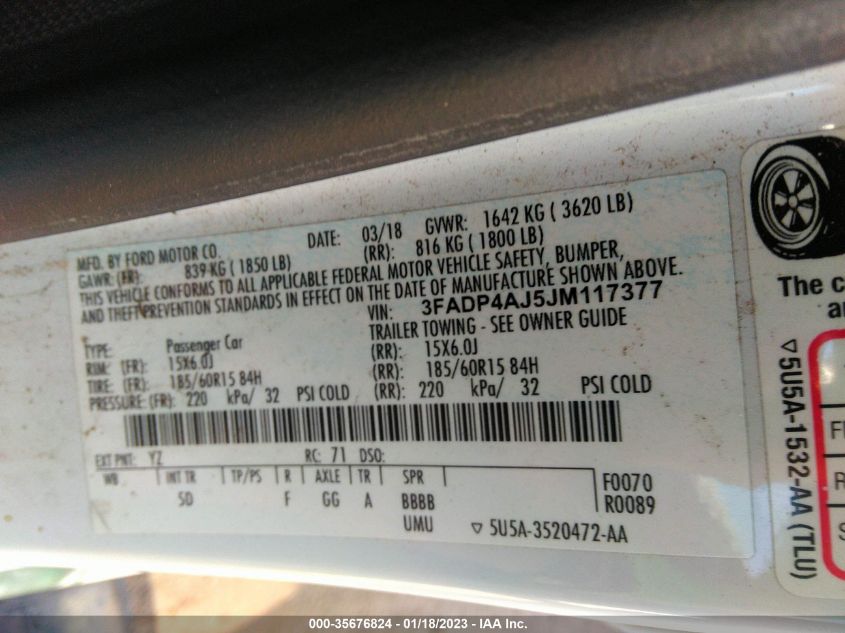 MFD. BY FORD MOTOR CO.
DATE: 03/18 GVWR: 1642 KG ( 3620 LB)
GAWR: (FR): 839 KG ( 1850 LB) (RR): 816 KG ( 1800 LB)
THIS VEHICLE CONFORMS TO ALL APPLICABLE FEDERAL MOTOR VEHICLE SAFETY, BUMPER,
AND THEFT PREVENTION STANDARDS IN EFFECT ON THE DATE OF MANUFACTURE SHOWN ABOVE.
VIN: 3FADP4AJ5JM117377
TYPE: Passenger Car TRAILER TOWING - SEE OWNER GUIDE
RIM: (FR): 15X6.0J (RR): 15X6.0J
TIRE: (FR): 185/60R15 84H (RR): 185/60R15 84H
PRESSURE: (FR): 220 kPa/ 32 PSI COLD (RR): 220 kPa/ 32 PSI COLD
EXT PNT: YZ RC: 71 DSO:
WB INT TR TP/PS R AXLE TR SPR F0070
5D F GG A BBBB R0089
UMU ▽ 5U5A-3520472-AA
The c
a
▽5U5A-1532-AA (TLU)
F
R
S
000-35676824 - 01/18/2023 - IAA Inc.